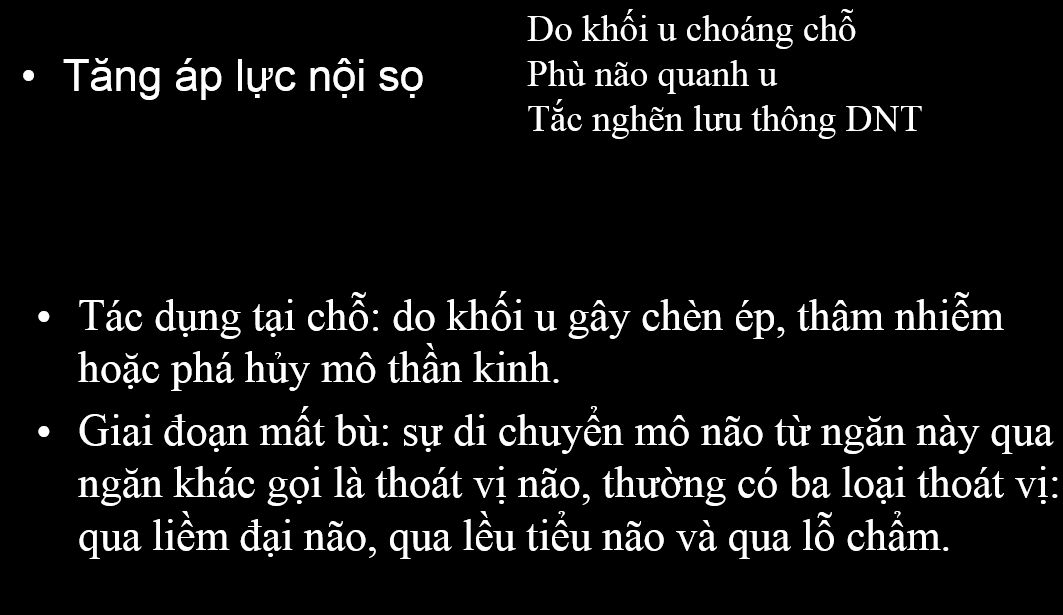 • Tăng áp lực nội sọ
Do khối u choáng chỗ
Phù não quanh u
Tắc nghẽn lưu thông DNT
• Tác dụng tại chỗ: do khối u gây chèn ép, thâm nhiễm
hoặc phá hủy mô thần kinh.
• Giai đoạn mất bù: sự di chuyển mô não từ ngăn này qua
ngăn khác gọi là thoát vị não, thường có ba loại thoát vị:
qua liềm đại não, qua lều tiểu não và qua lỗ chẩm.